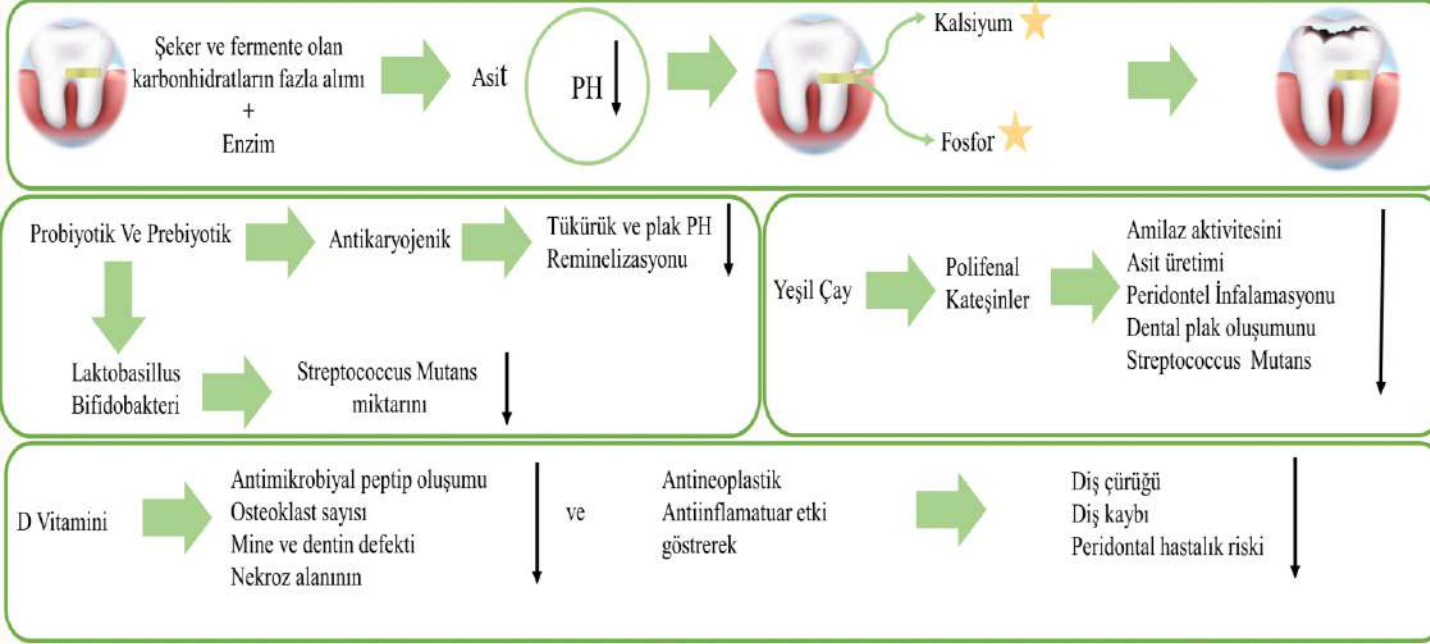 Şeker ve fermente olan
karbonhidratların fazla alımı
+
Enzim
Asit
PH
Kalsiyum
Fosfor
Probiyotik Ve Prebiyotik
Antikaryojenik
Tükürük ve plak PH
Reminelizasyonu
Laktobasillus
Bifidobakteri
Streptococcus Mutans
miktarını
Yeşil Çay
Polifenal
Kateşinler
Amilaz aktivitesini
Asit üretimi
Peridontel İnfalamasyonu
Dental plak oluşumunu
Streptococcus Mutans
D Vitamini
Antimikrobiyal peptip oluşumu
Osteoklast sayısı
Mine ve dentin defekti
Nekroz alanının
ve
Antineoplastik
Antiinflamatuar etki
göstrerek
Diş çürüğü
Diş kaybı
Peridontal hastalık riski